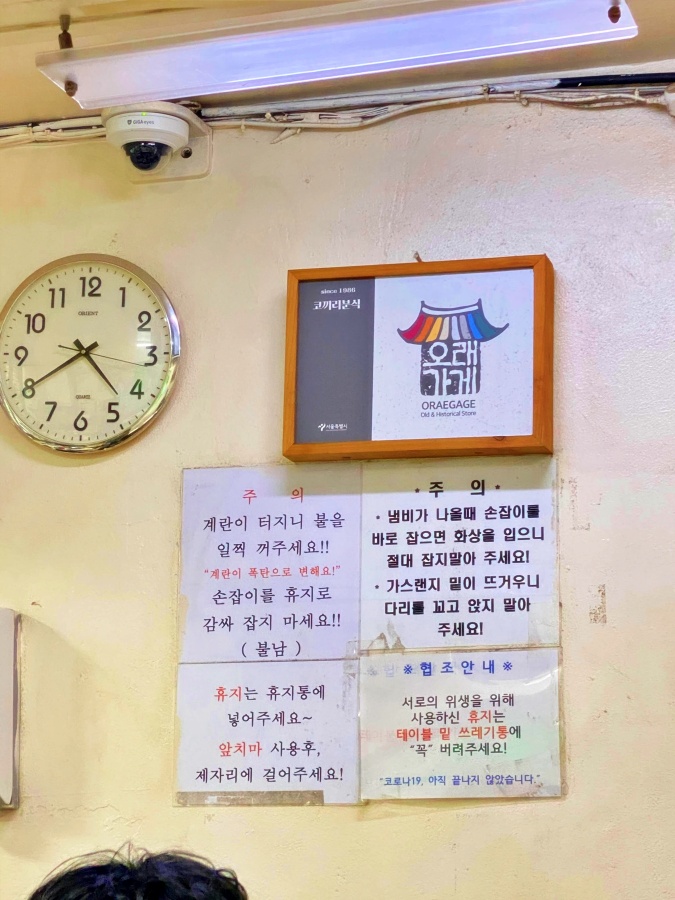 GiGAeyes
12
1
2
3
4
5
6
7
8
9
10
11
ORIENT
since 1986
코끼리분식
서울특별시
오래
가게
ORAEGAGE
Old & Historical Store
주 의
계란이 터지니 불을
일찍 꺼주세요!!
"계란이 폭탄으로 변해요!"
손잡이를 휴지로
감싸 잡지 마세요!!
( 불남 )
* 주 의 *
· 냄비가 나올때 손잡이를
바로 잡으면 화상을 입으니
절대 잡지말아 주세요!
· 가스랜지 밑이 뜨거우니
다리를 꼬고 앉지 말아
주세요!
휴지는 휴지통에
넣어주세요~
앞치마 사용후,
제자리에 걸어주세요!
※ 협 조 안 내 ※
서로의 위생을 위해
사용하신 휴지는
테이블 밑 쓰레기통에
"꼭" 버려주세요!
"코로나19, 아직 끝나지 않았습니다."